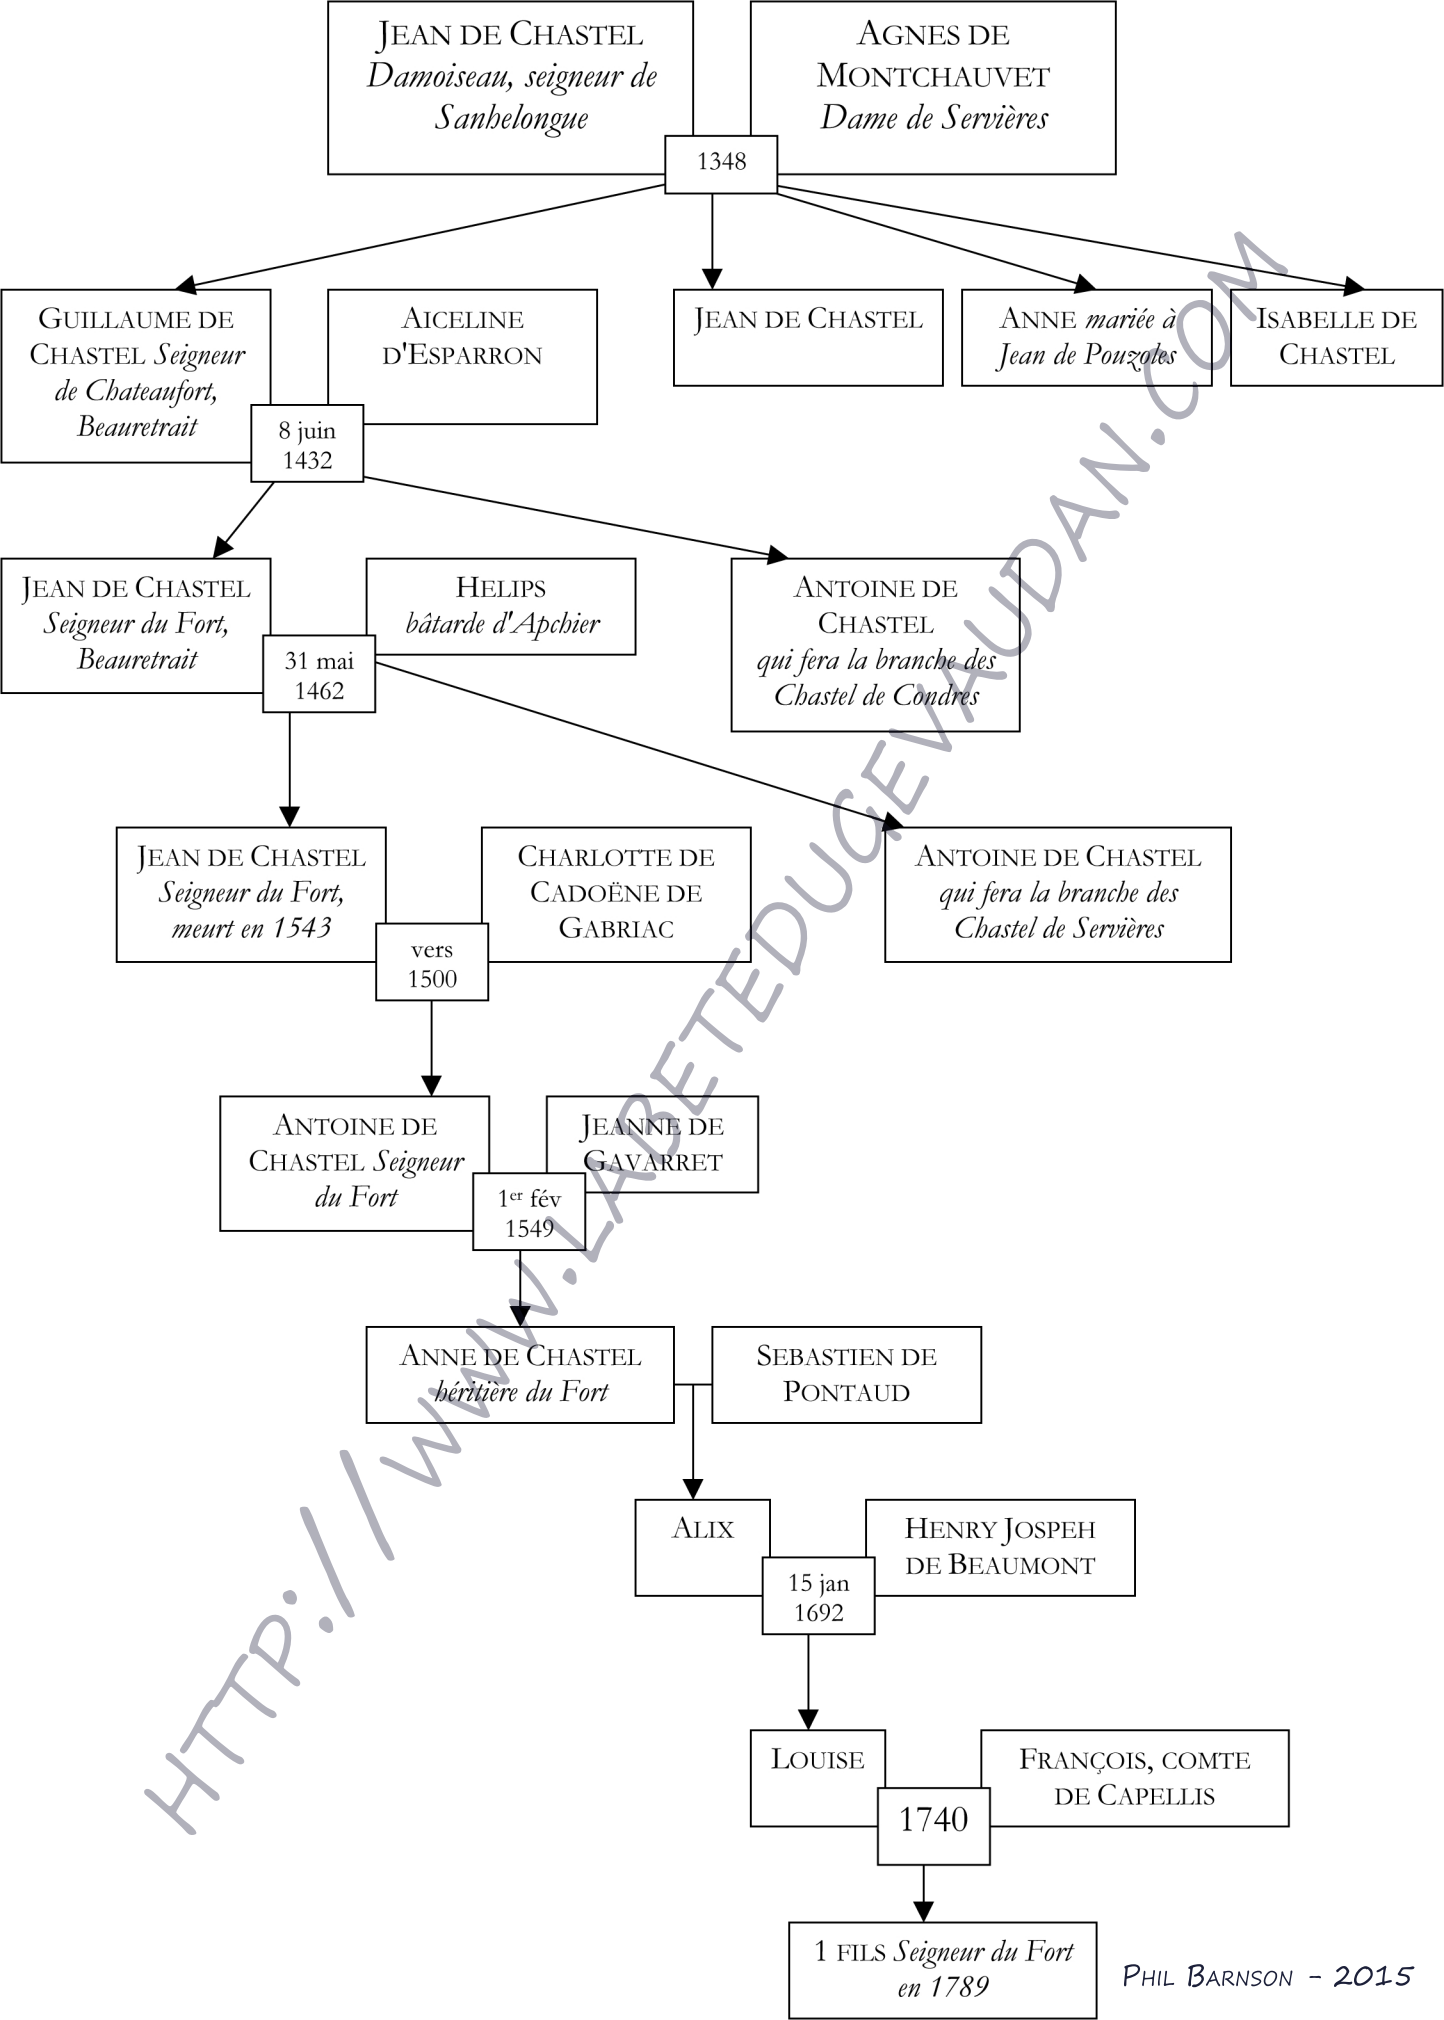 JEAN DE CHASTEL
Damoiseau, seigneur de
Sanhelongue
AGNES DE
MONTCHAUVET
Dame de Servières
1348
GUILLAUME DE
CHASTEL Seigneur
de Chateaufort,
Beauretrait
AICELINE
D'ESPARRON
8 juin
1432
JEAN DE CHASTEL
ANNE mariée à
Jean de Pouzoles
ISABELLE DE
CHASTEL
JEAN DE CHASTEL
Seigneur du Fort,
Beauretrait
HELIPS
bâtarde d'Apchier
31 mai
1462
ANTOINE DE
CHASTEL
qui fera la branche des
Chastel de Condres
JEAN DE CHASTEL
Seigneur du Fort,
meurt en 1543
CHARLOTTE DE
CADOËNE DE
GABRIAC
vers
1500
ANTOINE DE CHASTEL
qui fera la branche des
Chastel de Servières
ANTOINE DE
CHASTEL Seigneur
du Fort
JEANNE DE
GAVARRET
1er fév
1549
ANNE DE CHASTEL
héritière du Fort
SEBASTIEN DE
PONTAUD
ALIX
HENRY JOSPEH
DE BEAUMONT
15 jan
1692
LOUISE
FRANÇOIS, COMTE
DE CAPELLIS
1740
1 FILS Seigneur du Fort
en 1789
PHIL BARNSON - 2015
HTTP://WWW.LABETEDUGEVAUDAN.COM